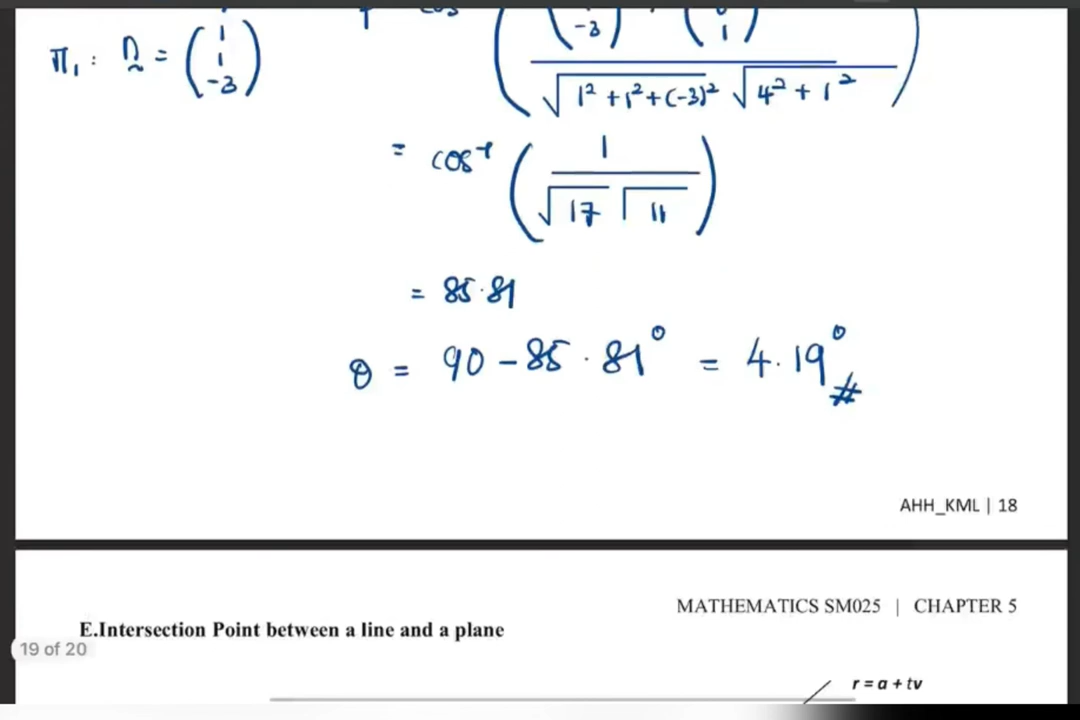 π₁ : n = (1 1 -3)
-3 1
√1² + 1² + (-3)² √4² + 1²
= cos⁻¹ ( 1 / √17 √11 )
= 85.81
θ = 90 - 85.81° = 4.19° #
AHH_KML | 18
MATHEMATICS SM025 | CHAPTER 5
E.Intersection Point between a line and a plane
19 of 20
r = a + tv